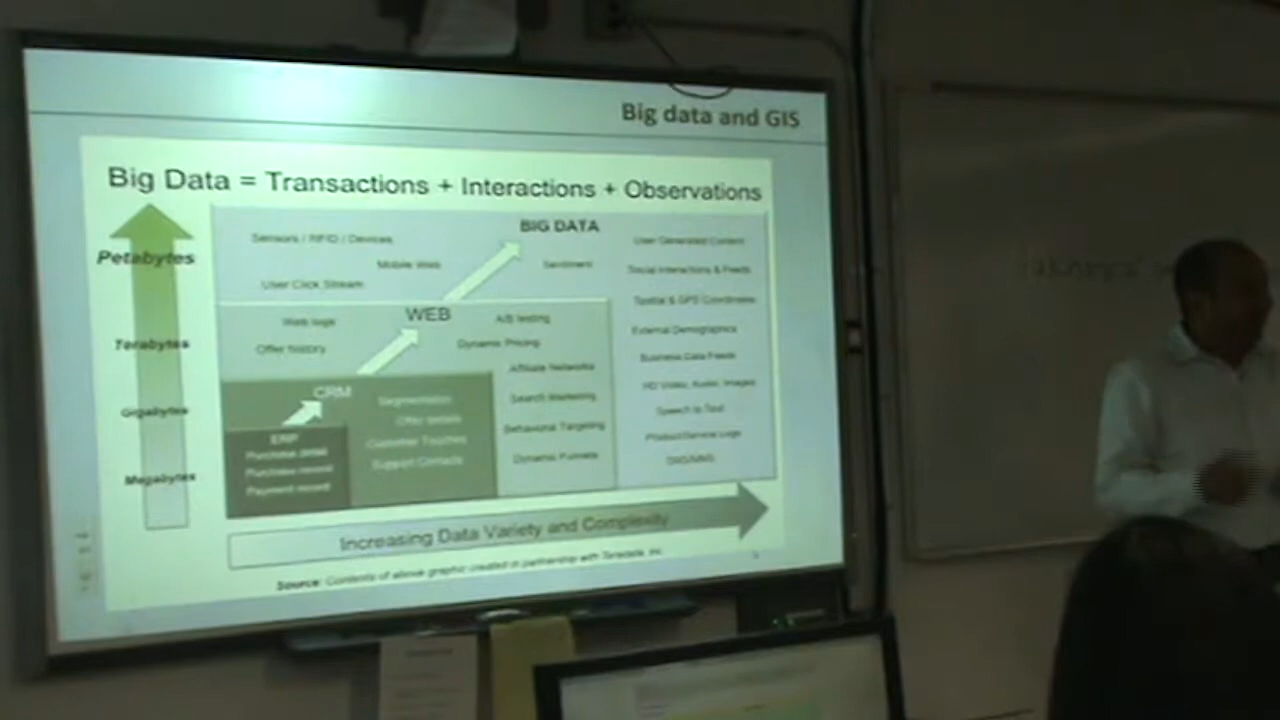 Big data and GIS
Big Data = Transactions + Interactions + Observations
BIG DATA
Petabytes
Sensors / RFID / Devices
User Generated Content
Mobile Web
Sentiment
Social Interactions & Feeds
User Click Stream
Spatial & GPS Coordinates
WEB
Web logs
A/B testing
External Demographics
Terabytes
Offer history
Dynamic Pricing
Business Data Feeds
Affiliate Networks
HD Video, Audio, Images
CRM
Segmentation
Search Marketing
Speech to Text
Gigabytes
Offer details
Behavioral Targeting
Product/Service Logs
ERP
Customer Touches
Purchase detail
Support Contacts
Dynamic Funnels
SMS/MMS
Purchase record
Megabytes
Payment record
Increasing Data Variety and Complexity
Source: Contents of above graphic created in partnership with Teradata, Inc.